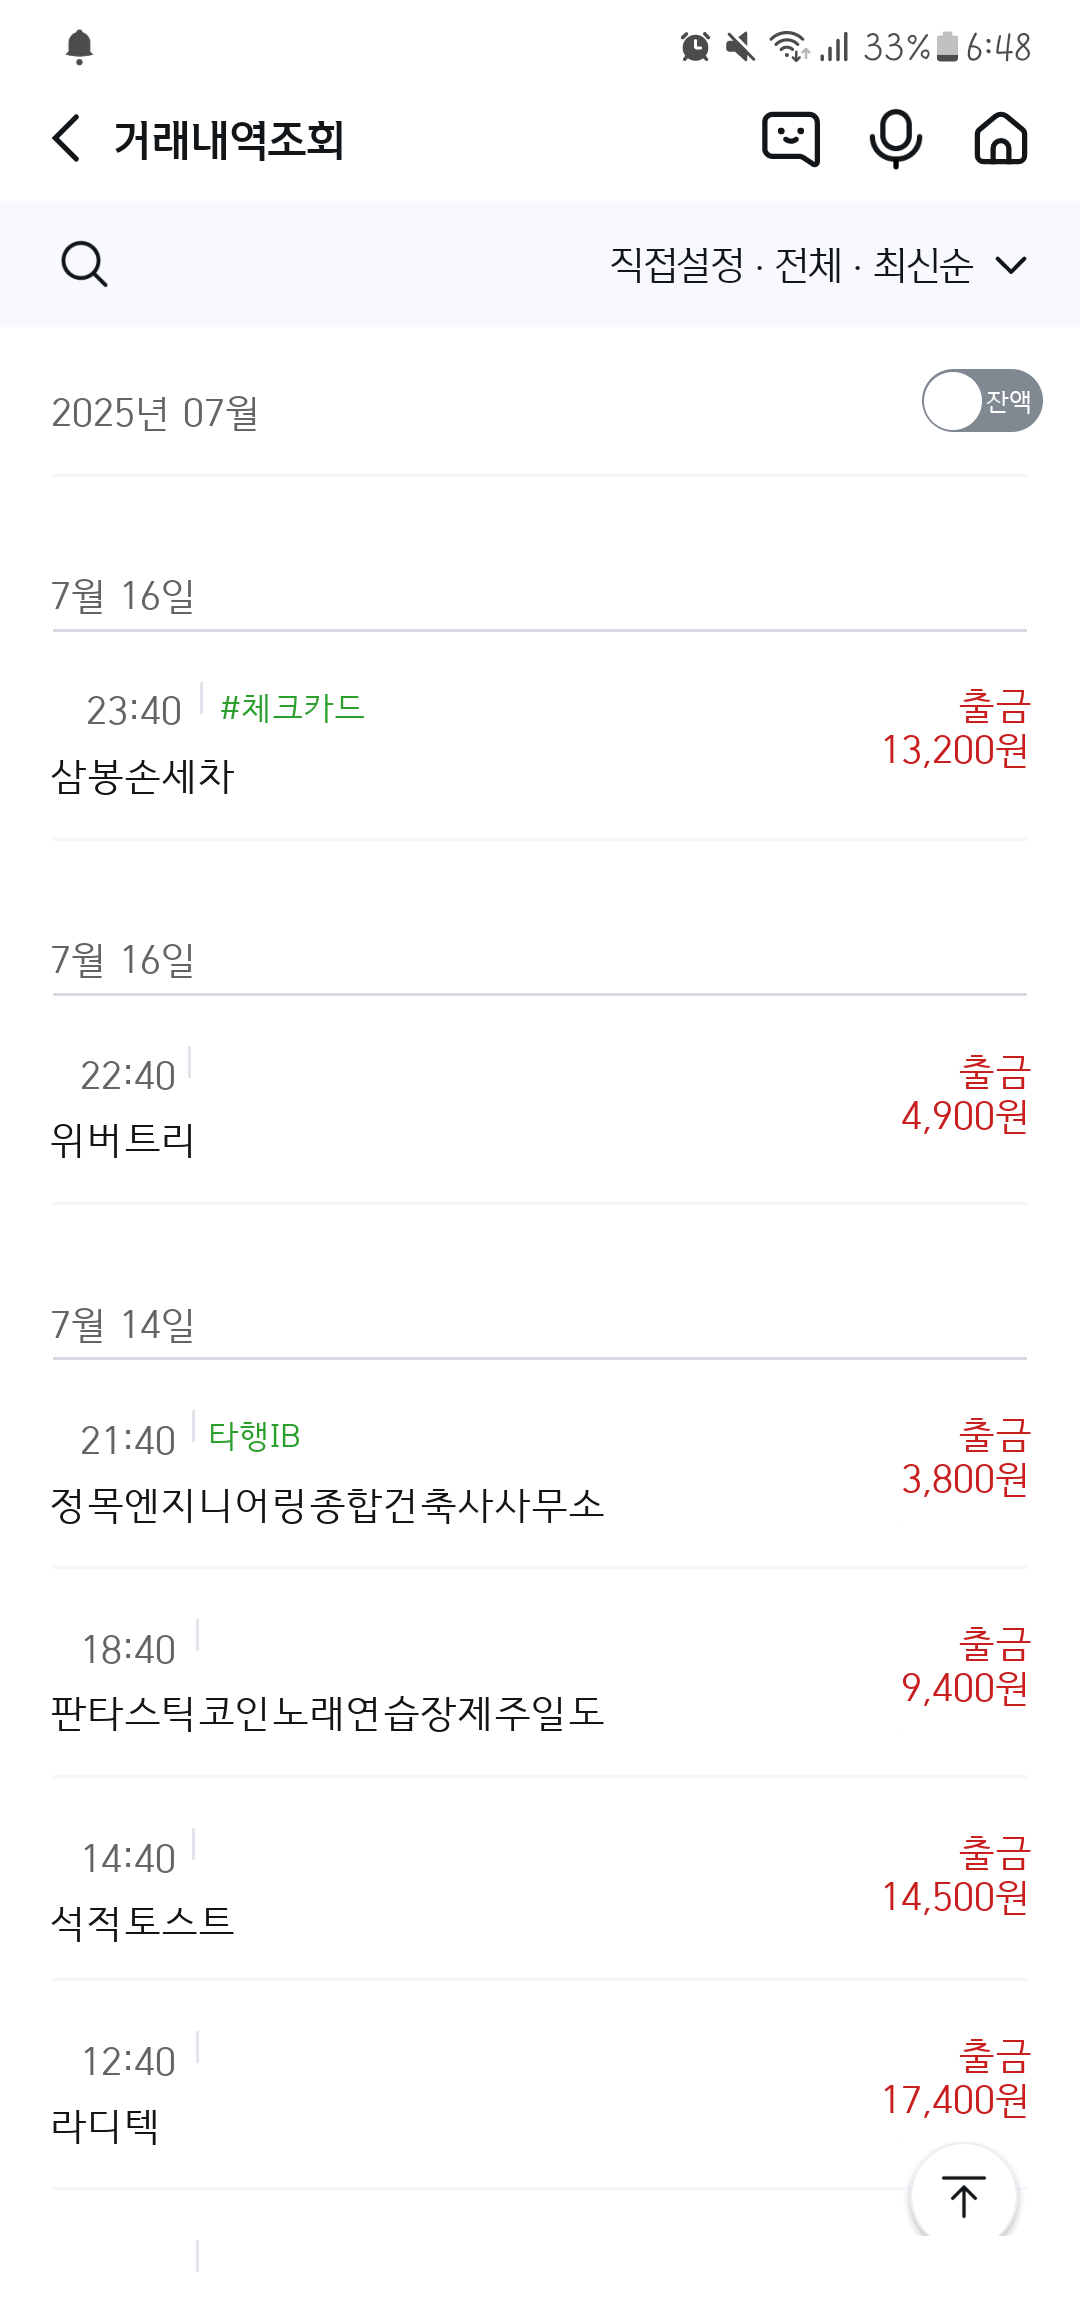 33% 6:48
거래내역조회
직접설정 · 전체 · 최신순
2025년 07월
잔액
7월 16일
23:40 #체크카드 출금
13,200원
삼봉손세차
7월 16일
22:40 출금
4,900원
위버트리
7월 14일
21:40 타행IB 출금
3,800원
정목엔지니어링종합건축사사무소
18:40 출금
9,400원
판타스틱코인노래연습장제주일도
14:40 출금
14,500원
석적토스트
12:40 출금
17,400원
라디텍